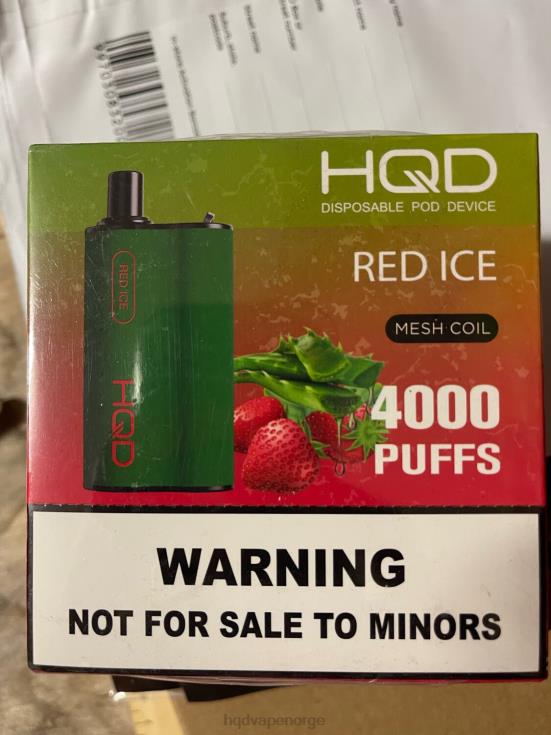 HQD
DISPOSABLE POD DEVICE
RED ICE
MESH COIL
4000
PUFFS
RED ICE
HQD
WARNING
NOT FOR SALE TO MINORS
hqdvapenorge